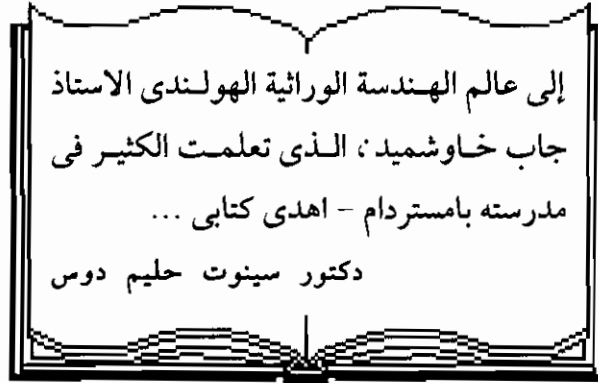 إلى عالم الهندسة الوراثية الهولندى الاستاذ
جاب خاوشميد، الذى تعلمت الكثير فى
مدرسته بامستردام - اهدى كتابى ...
دكتور سينوت حليم دوس